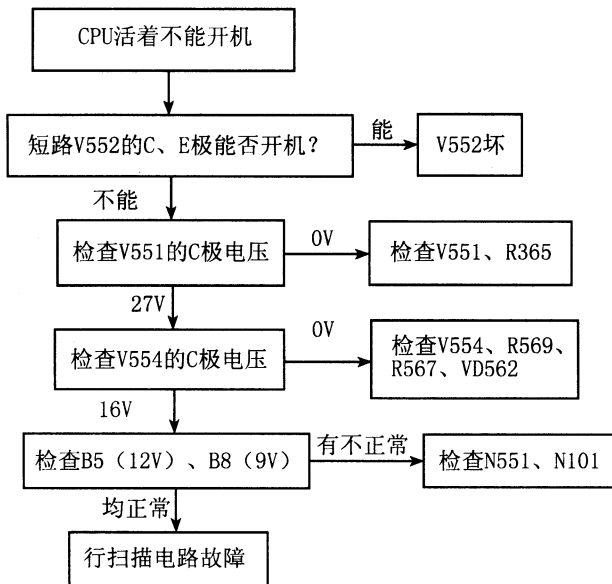 CPU活着不能开机
短路V552的C、E极能否开机？
能
V552坏
不能
检查V551的C极电压
0V
检查V551、R365
27V
检查V554的C极电压
0V
检查V554、R569、
R567、VD562
16V
检查B5（12V）、B8（9V）
有不正常
检查N551、N101
均正常
行扫描电路故障